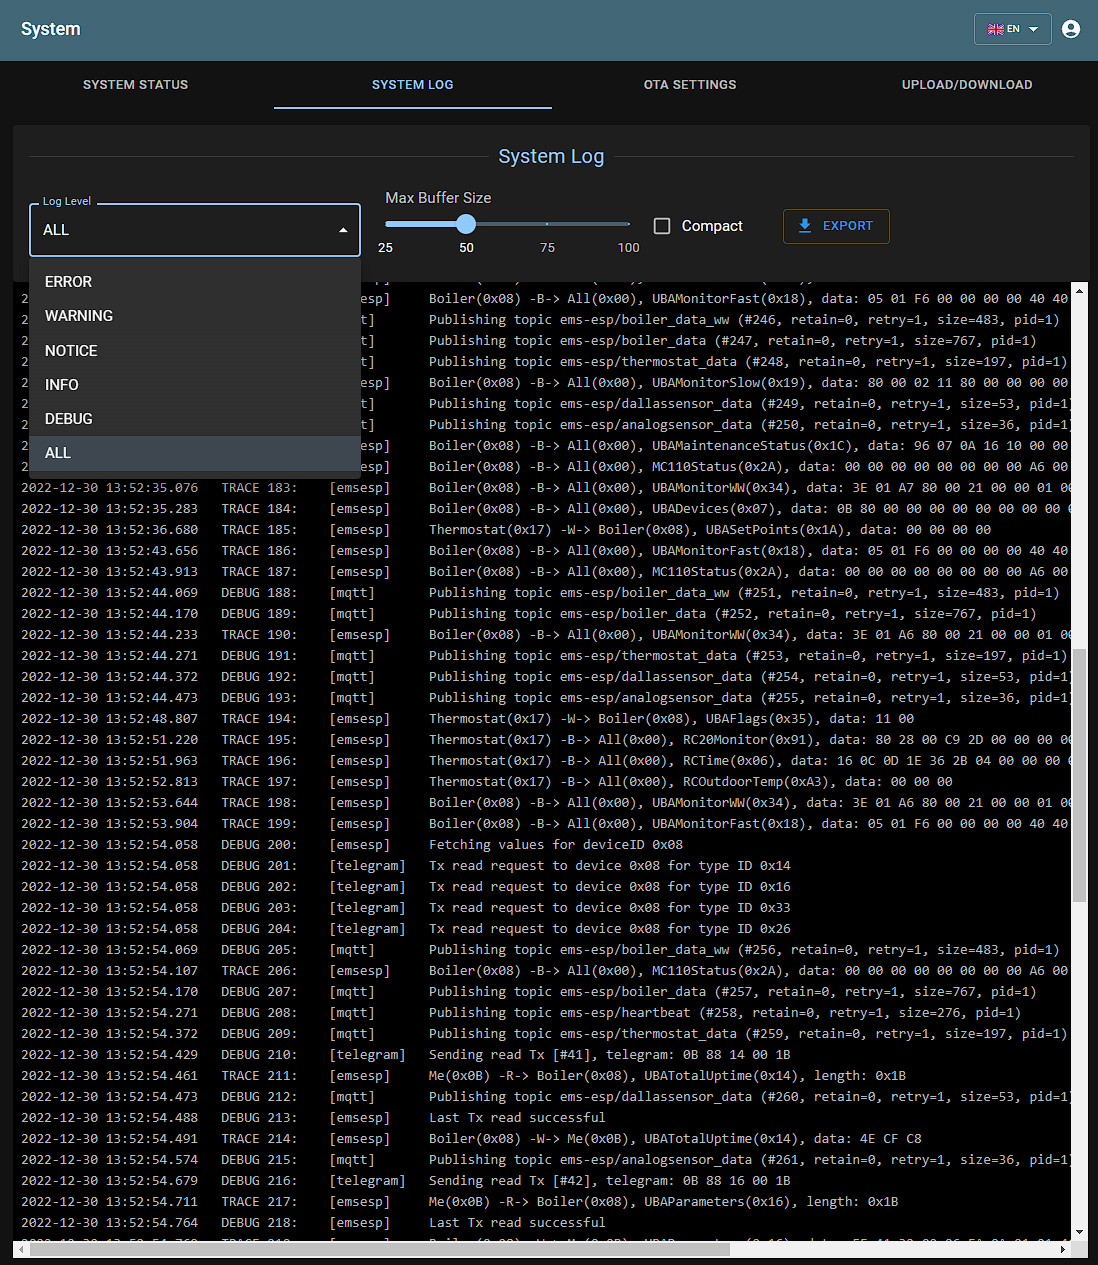 System
EN
SYSTEM STATUS
SYSTEM LOG
OTA SETTINGS
UPLOAD/DOWNLOAD
System Log
Log Level
ALL
Max Buffer Size
25 50 75 100
Compact
EXPORT
ERROR
WARNING
NOTICE
INFO
DEBUG
ALL
2 esp] Boiler(0x08) -B-> All(0x00), UBAMonitorFast(0x18), data: 05 01 F6 00 00 00 00 40 40
2 tt] Publishing topic ems-esp/boiler_data_ww (#246, retain=0, retry=1, size=483, pid=1)
2 tt] Publishing topic ems-esp/boiler_data (#247, retain=0, retry=1, size=767, pid=1)
2 tt] Publishing topic ems-esp/thermostat_data (#248, retain=0, retry=1, size=197, pid=1)
2 esp] Boiler(0x08) -B-> All(0x00), UBAMonitorSlow(0x19), data: 80 00 02 11 80 00 00 00 00
2 tt] Publishing topic ems-esp/dallassensor_data (#249, retain=0, retry=1, size=53, pid=1)
2 tt] Publishing topic ems-esp/analogsensor_data (#250, retain=0, retry=1, size=36, pid=1)
2 esp] Boiler(0x08) -B-> All(0x00), UBAMaintenanceStatus(0x1C), data: 96 07 0A 16 10 00 00
2 esp] Boiler(0x08) -B-> All(0x00), MC110Status(0x2A), data: 00 00 00 00 00 00 00 00 A6 00
2022-12-30 13:52:35.076 TRACE 183: [emsesp] Boiler(0x08) -B-> All(0x00), UBAMonitorWW(0x34), data: 3E 01 A7 80 00 21 00 00 01 00
2022-12-30 13:52:35.283 TRACE 184: [emsesp] Boiler(0x08) -B-> All(0x00), UBADevices(0x07), data: 0B 80 00 00 00 00 00 00 00 00 0
2022-12-30 13:52:36.680 TRACE 185: [emsesp] Thermostat(0x17) -W-> Boiler(0x08), UBASetPoints(0x1A), data: 00 00 00 00
2022-12-30 13:52:43.656 TRACE 186: [emsesp] Boiler(0x08) -B-> All(0x00), UBAMonitorFast(0x18), data: 05 01 F6 00 00 00 00 40 40
2022-12-30 13:52:43.913 TRACE 187: [emsesp] Boiler(0x08) -B-> All(0x00), MC110Status(0x2A), data: 00 00 00 00 00 00 00 00 A6 00
2022-12-30 13:52:44.069 DEBUG 188: [mqtt] Publishing topic ems-esp/boiler_data_ww (#251, retain=0, retry=1, size=483, pid=1)
2022-12-30 13:52:44.170 DEBUG 189: [mqtt] Publishing topic ems-esp/boiler_data (#252, retain=0, retry=1, size=767, pid=1)
2022-12-30 13:52:44.233 TRACE 190: [emsesp] Boiler(0x08) -B-> All(0x00), UBAMonitorWW(0x34), data: 3E 01 A6 80 00 21 00 00 01 00
2022-12-30 13:52:44.271 DEBUG 191: [mqtt] Publishing topic ems-esp/thermostat_data (#253, retain=0, retry=1, size=197, pid=1)
2022-12-30 13:52:44.372 DEBUG 192: [mqtt] Publishing topic ems-esp/dallassensor_data (#254, retain=0, retry=1, size=53, pid=1)
2022-12-30 13:52:44.473 DEBUG 193: [mqtt] Publishing topic ems-esp/analogsensor_data (#255, retain=0, retry=1, size=36, pid=1)
2022-12-30 13:52:48.807 TRACE 194: [emsesp] Thermostat(0x17) -W-> Boiler(0x08), UBAFlags(0x35), data: 11 00
2022-12-30 13:52:51.220 TRACE 195: [emsesp] Thermostat(0x17) -B-> All(0x00), RC20Monitor(0x91), data: 80 28 00 C9 2D 00 00 00 00
2022-12-30 13:52:51.963 TRACE 196: [emsesp] Thermostat(0x17) -B-> All(0x00), RCTime(0x06), data: 16 0C 0D 1E 36 2B 04 00 00 00 0
2022-12-30 13:52:52.813 TRACE 197: [emsesp] Thermostat(0x17) -B-> All(0x00), RCOutdoorTemp(0xA3), data: 00 00 00
2022-12-30 13:52:53.644 TRACE 198: [emsesp] Boiler(0x08) -B-> All(0x00), UBAMonitorWW(0x34), data: 3E 01 A6 80 00 21 00 00 01 00
2022-12-30 13:52:53.904 TRACE 199: [emsesp] Boiler(0x08) -B-> All(0x00), UBAMonitorFast(0x18), data: 05 01 F6 00 00 00 00 40 40
2022-12-30 13:52:54.058 DEBUG 200: [emsesp] Fetching values for deviceID 0x08
2022-12-30 13:52:54.058 DEBUG 201: [telegram] Tx read request to device 0x08 for type ID 0x14
2022-12-30 13:52:54.058 DEBUG 202: [telegram] Tx read request to device 0x08 for type ID 0x16
2022-12-30 13:52:54.058 DEBUG 203: [telegram] Tx read request to device 0x08 for type ID 0x33
2022-12-30 13:52:54.058 DEBUG 204: [telegram] Tx read request to device 0x08 for type ID 0x26
2022-12-30 13:52:54.069 DEBUG 205: [mqtt] Publishing topic ems-esp/boiler_data_ww (#256, retain=0, retry=1, size=483, pid=1)
2022-12-30 13:52:54.107 TRACE 206: [emsesp] Boiler(0x08) -B-> All(0x00), MC110Status(0x2A), data: 00 00 00 00 00 00 00 00 A6 00
2022-12-30 13:52:54.170 DEBUG 207: [mqtt] Publishing topic ems-esp/boiler_data (#257, retain=0, retry=1, size=767, pid=1)
2022-12-30 13:52:54.271 DEBUG 208: [mqtt] Publishing topic ems-esp/heartbeat (#258, retain=0, retry=1, size=276, pid=1)
2022-12-30 13:52:54.372 DEBUG 209: [mqtt] Publishing topic ems-esp/thermostat_data (#259, retain=0, retry=1, size=197, pid=1)
2022-12-30 13:52:54.429 DEBUG 210: [telegram] Sending read Tx [#41], telegram: 0B 88 14 00 1B
2022-12-30 13:52:54.461 TRACE 211: [emsesp] Me(0x0B) -R-> Boiler(0x08), UBATotalUptime(0x14), length: 0x1B
2022-12-30 13:52:54.473 DEBUG 212: [mqtt] Publishing topic ems-esp/dallassensor_data (#260, retain=0, retry=1, size=53, pid=1)
2022-12-30 13:52:54.488 DEBUG 213: [emsesp] Last Tx read successful
2022-12-30 13:52:54.491 TRACE 214: [emsesp] Boiler(0x08) -W-> Me(0x0B), UBATotalUptime(0x14), data: 4E CF C8
2022-12-30 13:52:54.574 DEBUG 215: [mqtt] Publishing topic ems-esp/analogsensor_data (#261, retain=0, retry=1, size=36, pid=1)
2022-12-30 13:52:54.679 DEBUG 216: [telegram] Sending read Tx [#42], telegram: 0B 88 16 00 1B
2022-12-30 13:52:54.711 TRACE 217: [emsesp] Me(0x0B) -R-> Boiler(0x08), UBAParameters(0x16), length: 0x1B
2022-12-30 13:52:54.764 DEBUG 218: [emsesp] Last Tx read successful